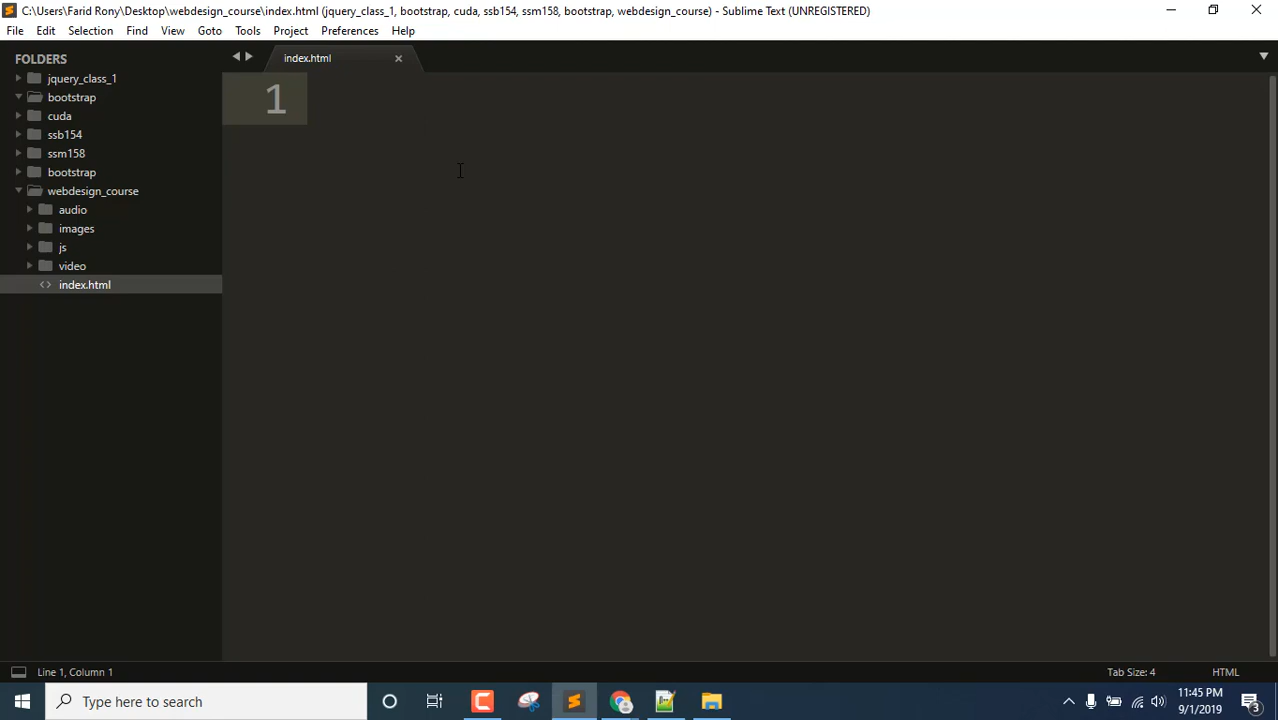 C:\Users\Farid Rony\Desktop\webdesign_course\index.html (jquery_class_1, bootstrap, cuda, ssb154, ssm158, bootstrap, webdesign_course) - Sublime Text (UNREGISTERED)
File Edit Selection Find View Goto Tools Project Preferences Help
FOLDERS
index.html
jquery_class_1
bootstrap
cuda
ssb154
ssm158
bootstrap
webdesign_course
audio
images
js
video
<> index.html
1
Line 1, Column 1
Tab Size: 4
HTML
Type here to search
11:45 PM
9/1/2019
3